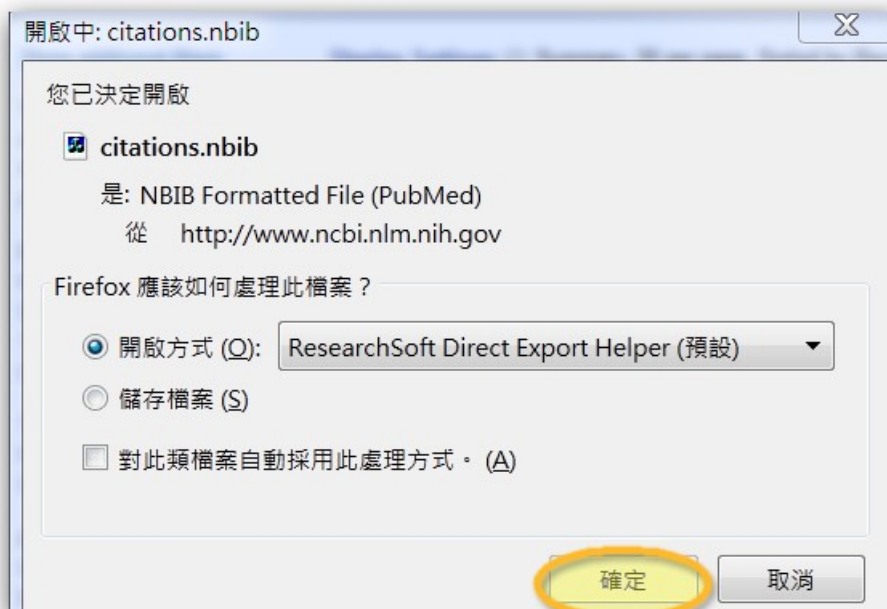 開啟中: citations.nbib
您已決定開啟
citations.nbib
是: NBIB Formatted File (PubMed)
從 http://www.ncbi.nlm.nih.gov
Firefox 應該如何處理此檔案？
開啟方式 (O): ResearchSoft Direct Export Helper (預設)
儲存檔案 (S)
對此類檔案自動採用此處理方式。 (A)
確定 取消